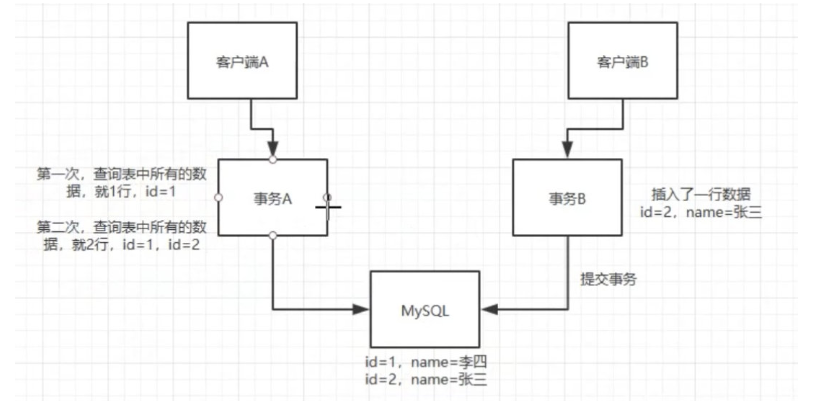 客户端A
客户端B
第一次，查询表中所有的数
据，就1行，id=1
事务A
事务B
插入了一行数据
id=2，name=张三
第二次，查询表中所有的数
据，就2行，id=1，id=2
提交事务
MySQL
id=1，name=李四
id=2，name=张三